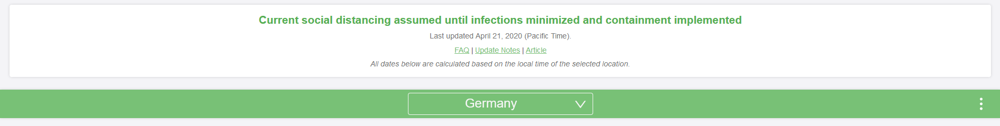 Current social distancing assumed until infections minimized and containment implemented
Last updated April 21, 2020 (Pacific Time).
FAQ | Update Notes | Article
All dates below are calculated based on the local time of the selected location.
Germany